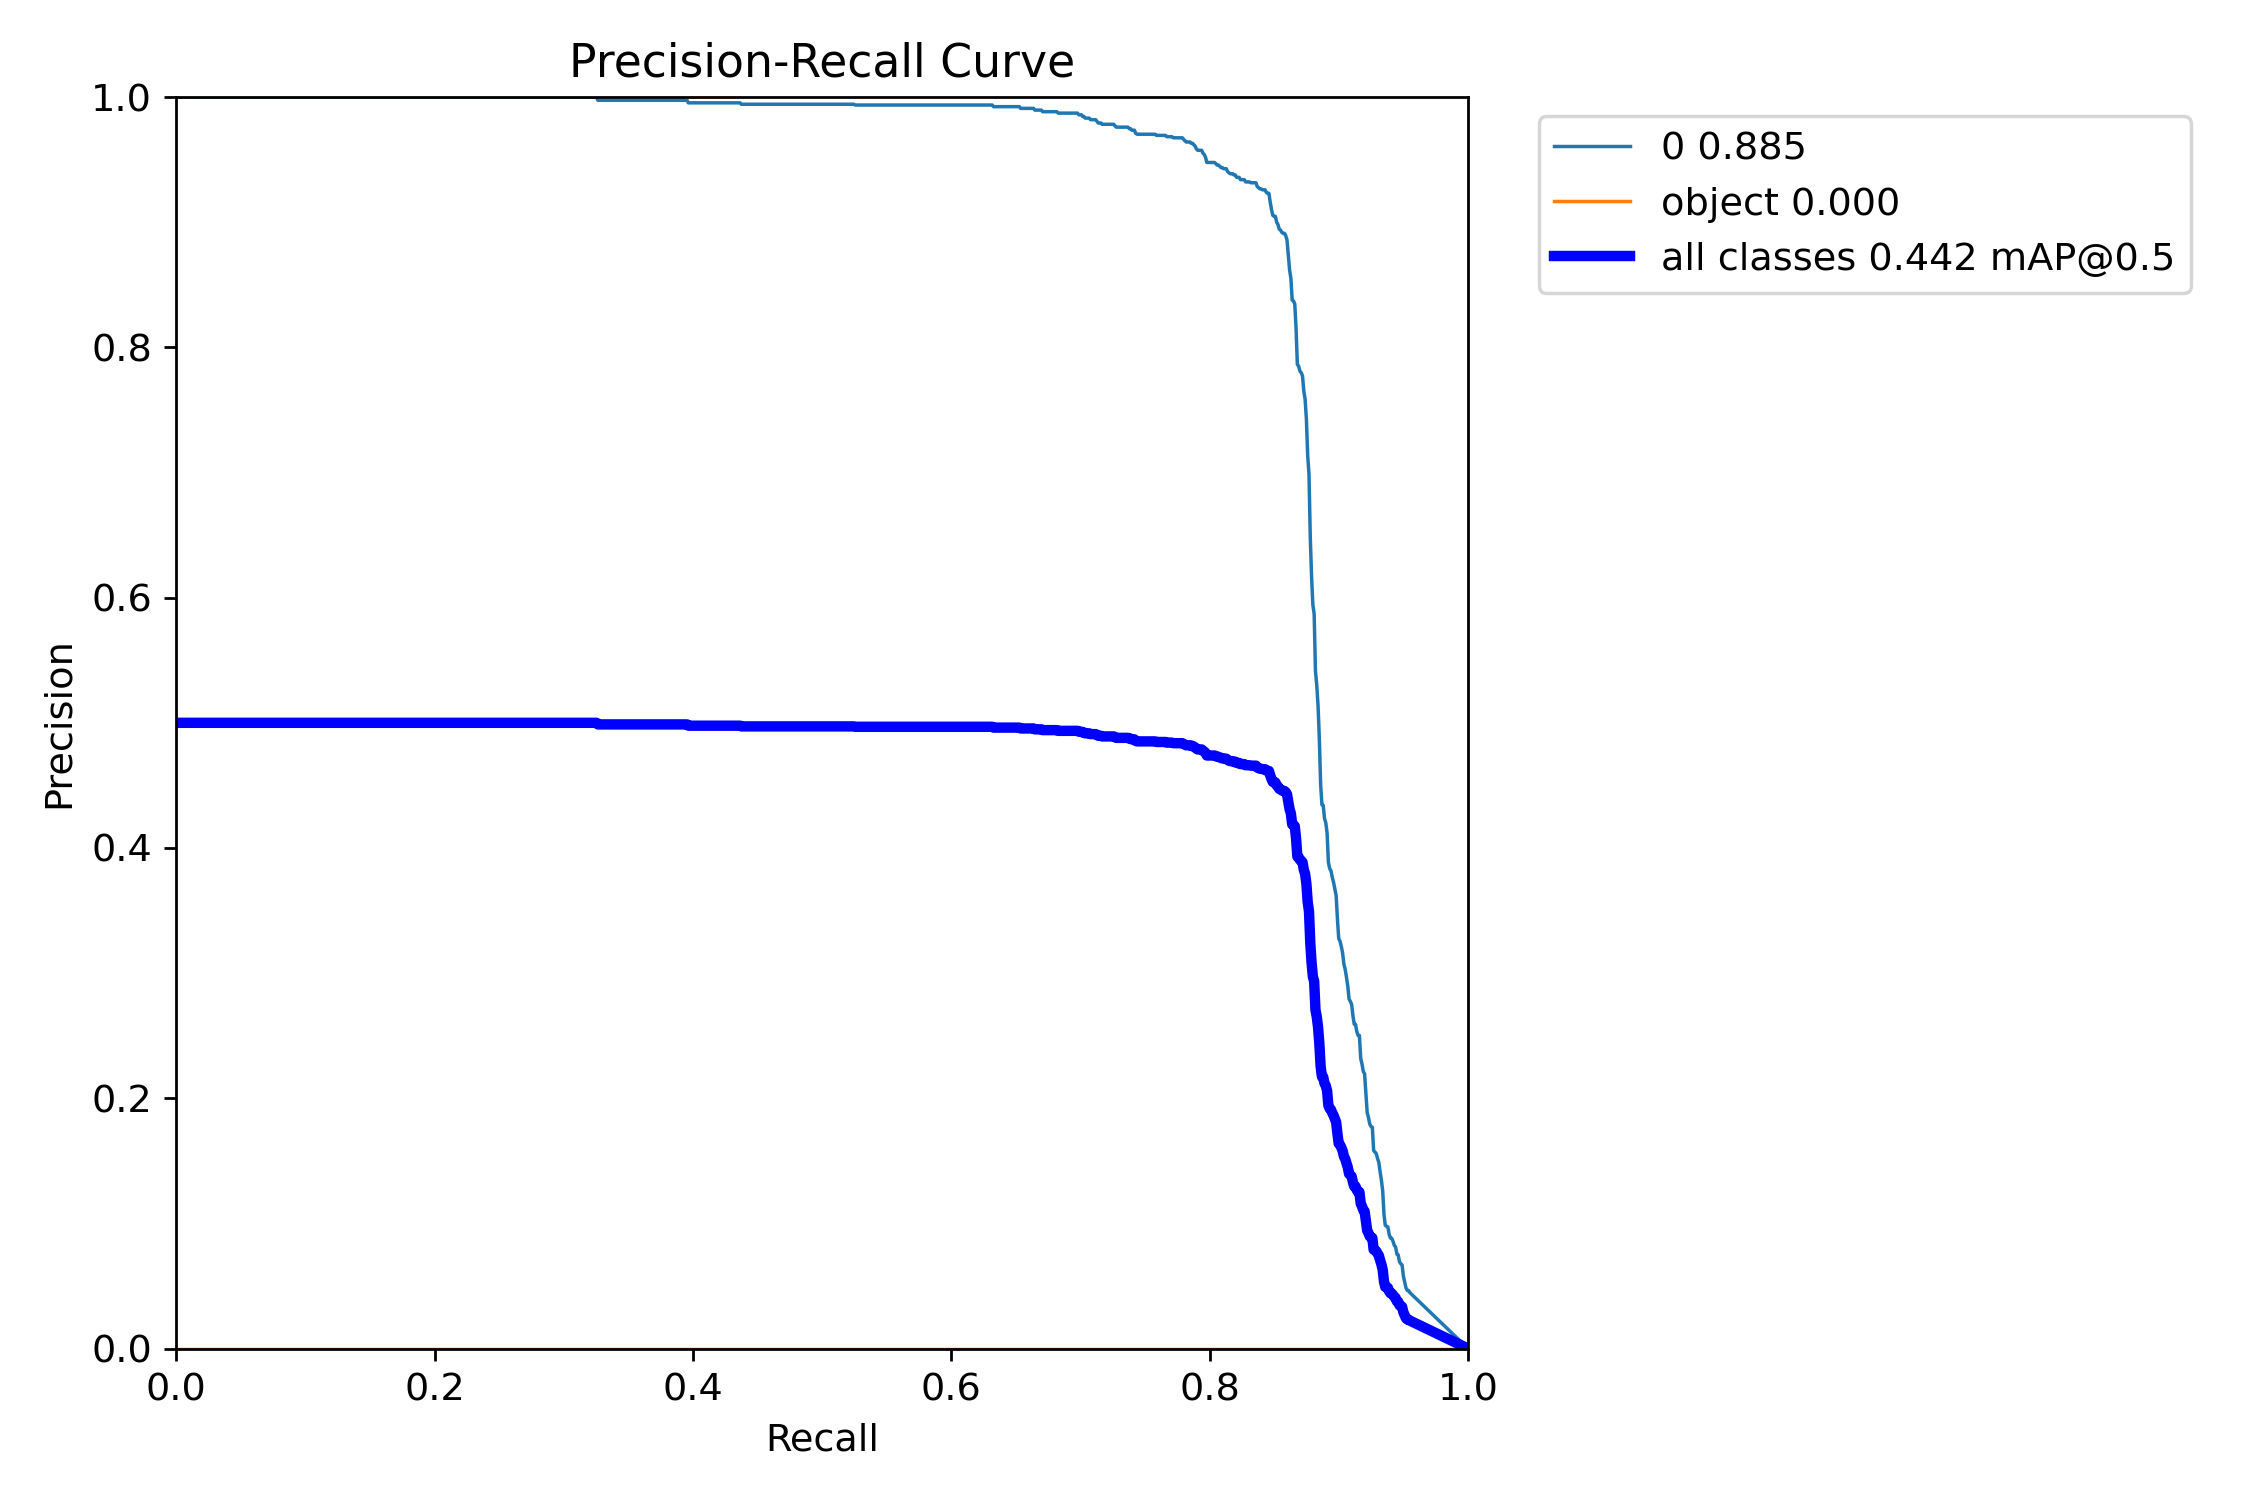 Precision-Recall Curve
1.0
0.8
0.6
0.4
0.2
0.0
Precision
0.0 0.2 0.4 0.6 0.8 1.0
Recall
0 0.885
object 0.000
all classes 0.442 mAP@0.5